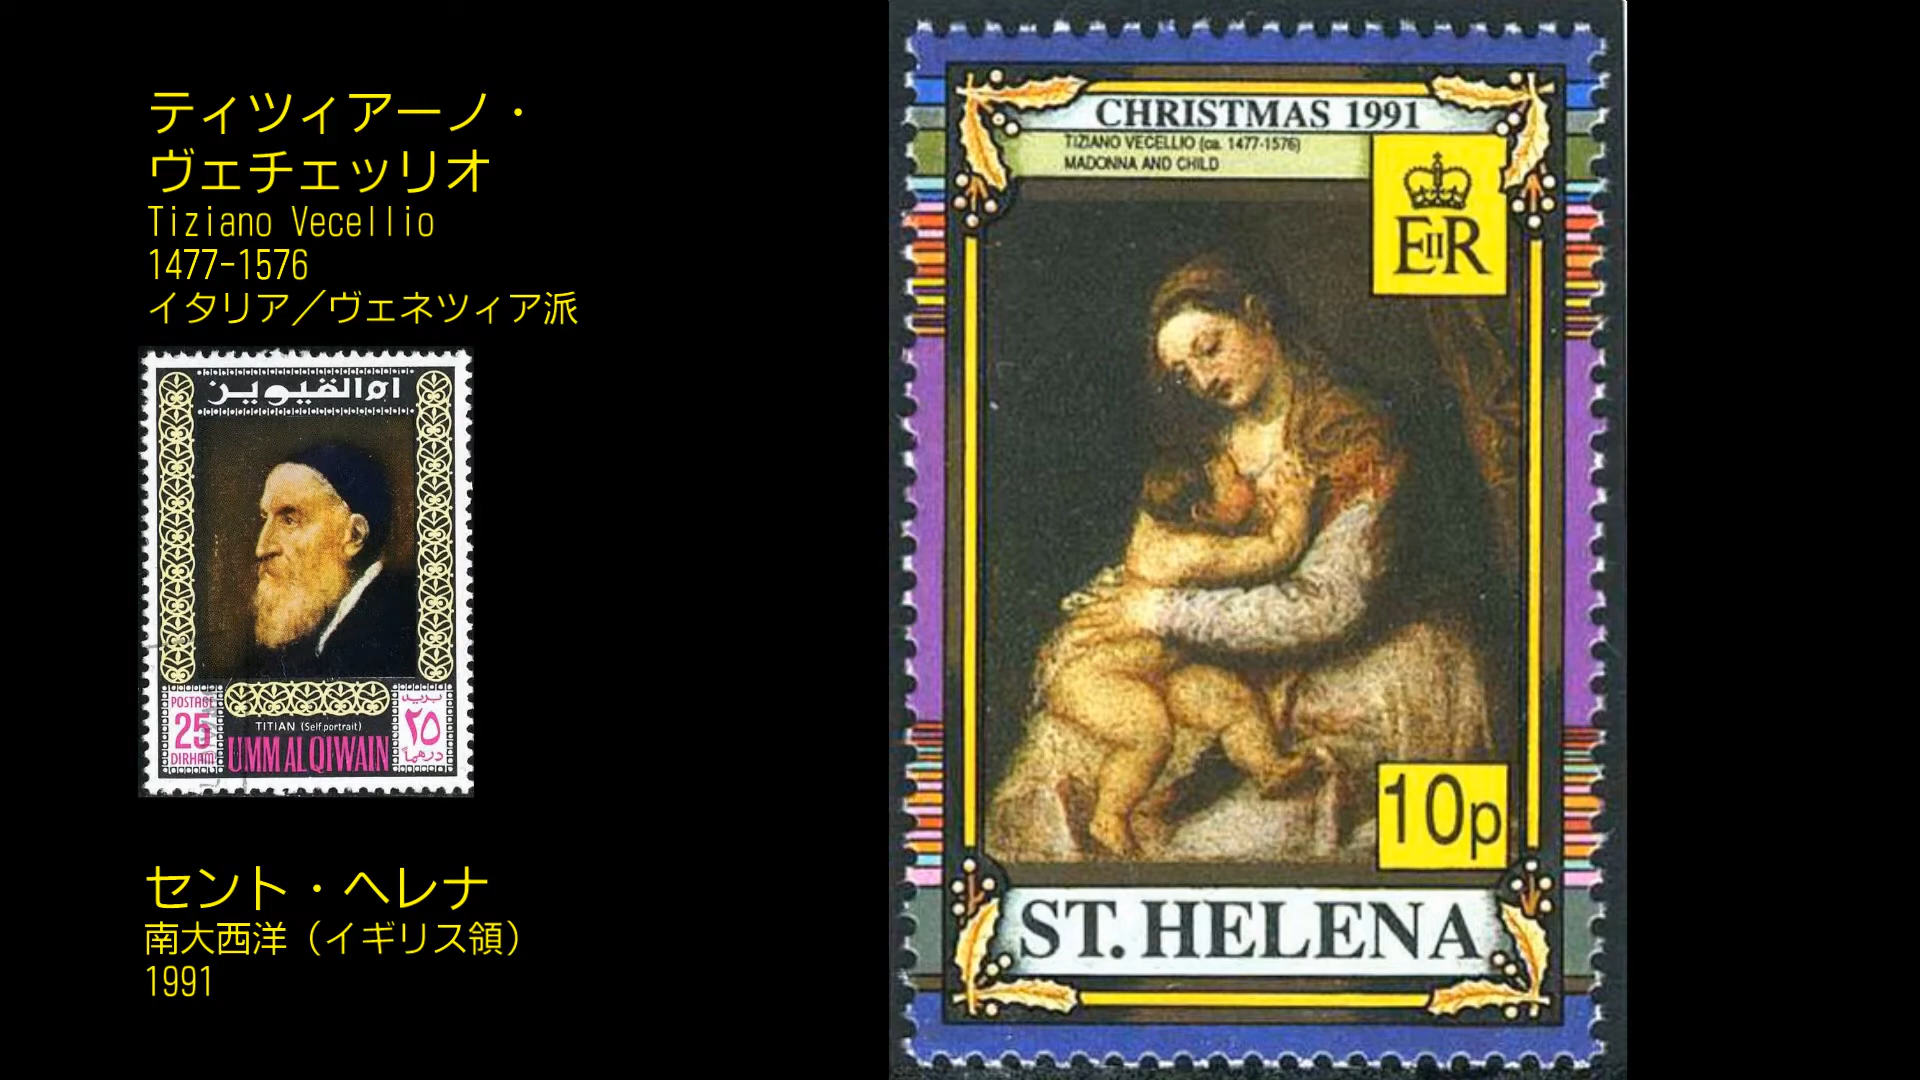 ティツィアーノ・
ヴェチェッリオ
Tiziano Vecellio
1477-1576
イタリア／ヴェネツィア派
ام القيوين
POSTAGE
25
DIRHAM
TITIAN (Self portrait)
UMM AL QIWAIN
بريد
٢٥
درهماً
セント・ヘレナ
南大西洋（イギリス領）
1991
CHRISTMAS 1991
TIZIANO VECELLIO (ca. 1477-1576)
MADONNA AND CHILD
EIIR
10p
ST. HELENA